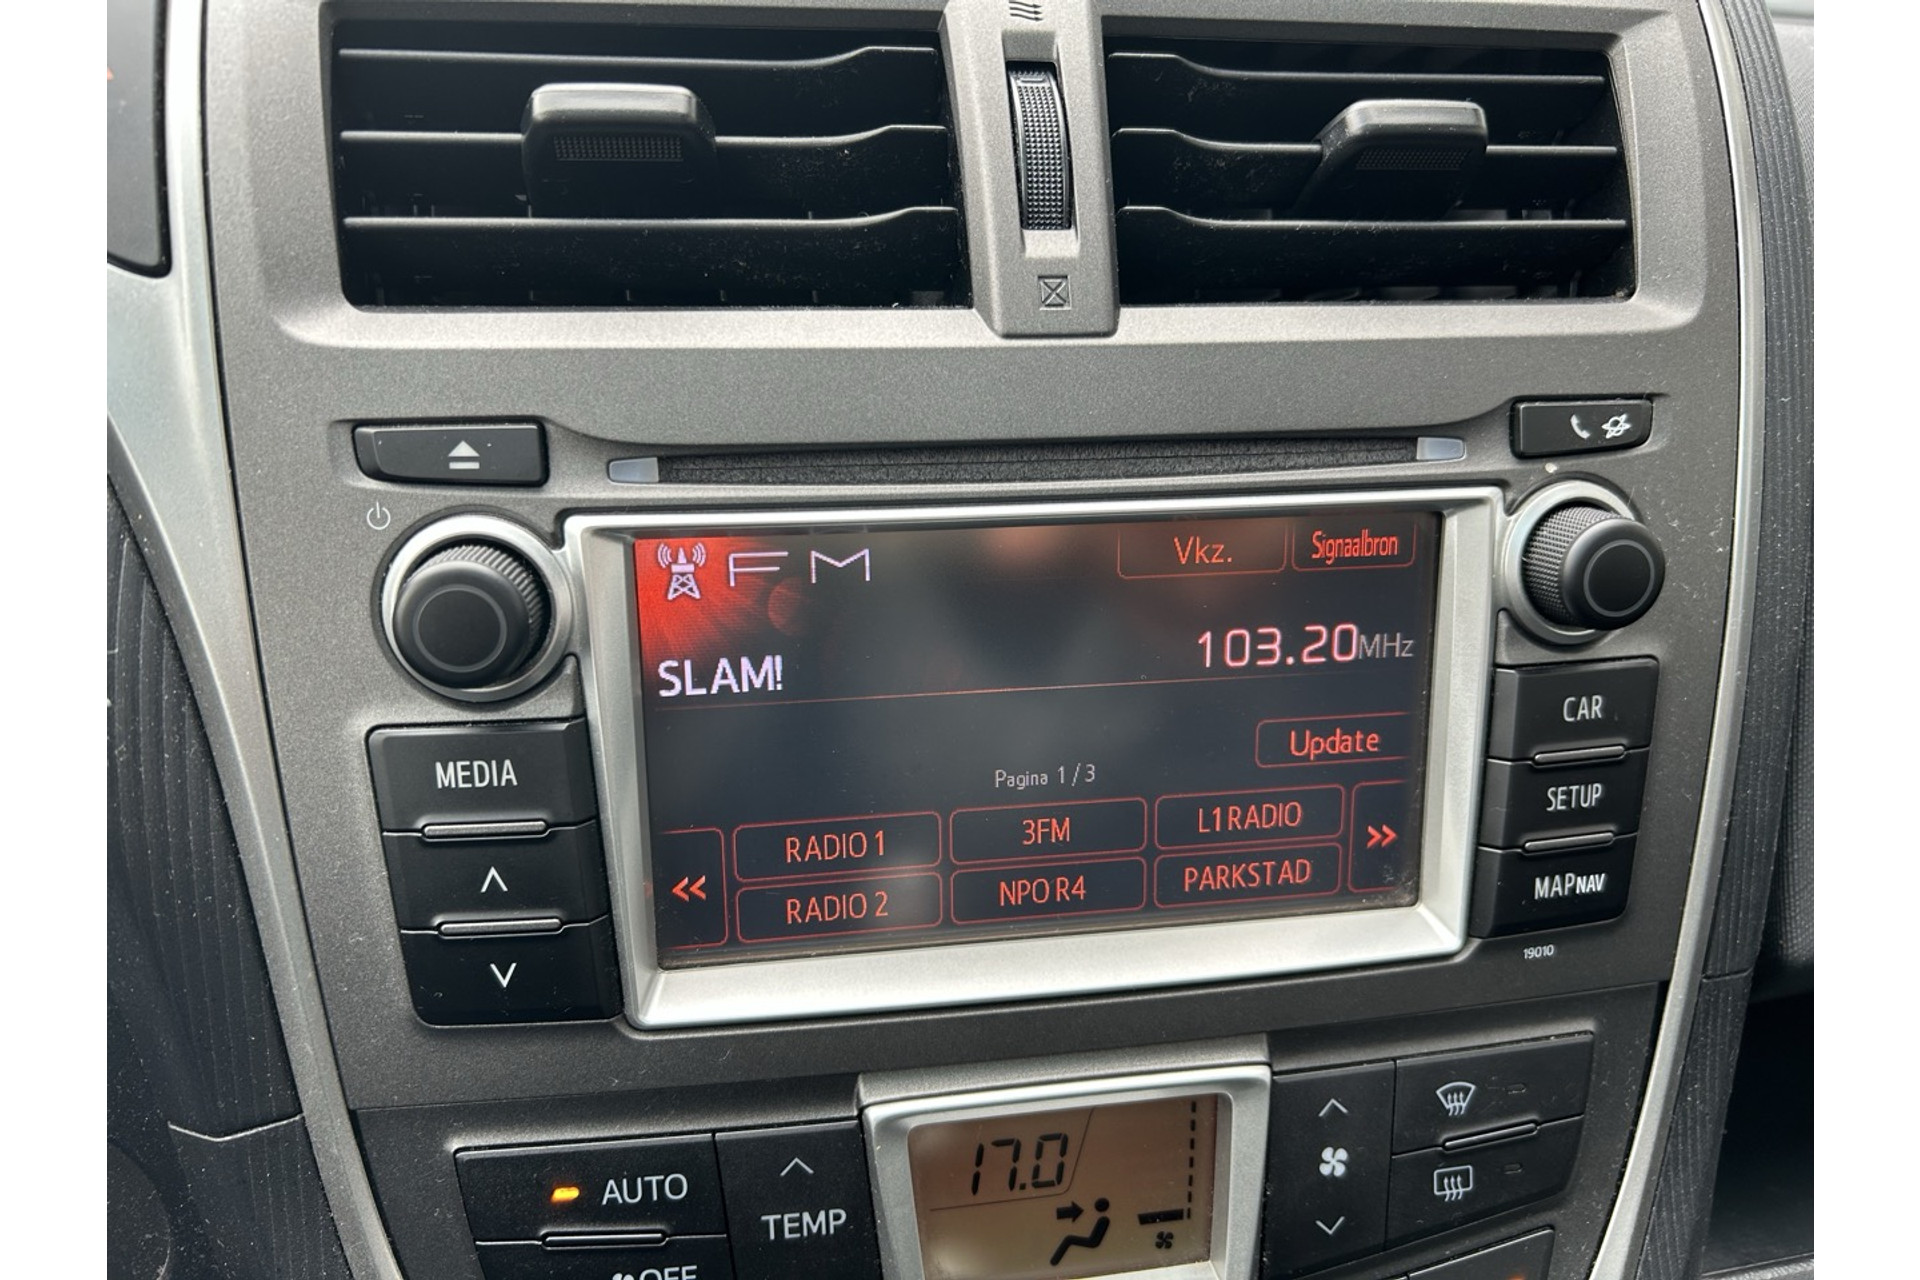 FM
Vkz.
Signaalbron
103.20MHz
SLAM!
Update
Pagina 1 / 3
RADIO 1
3FM
L1RADIO
RADIO 2
NPO R4
PARKSTAD
MEDIA
CAR
SETUP
MAPNAV
19010
17.0
AUTO
TEMP
OFF